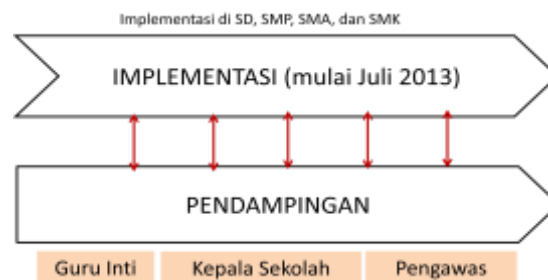 Implementasi di SD, SMP, SMA, dan SMK
IMPLEMENTASI (mulai Juli 2013)
PENDAMPINGAN
Guru Inti
Kepala Sekolah
Pengawas